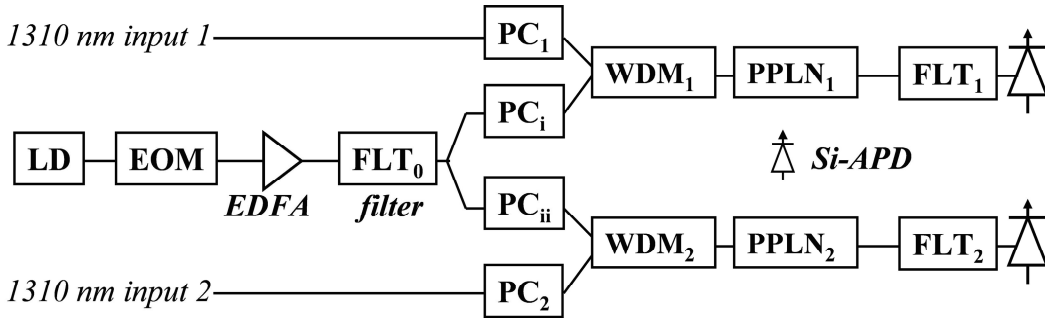 1310 nm input 1
PC1
WDM1
PPLN1
FLT1
PCi
LD
EOM
EDFA
FLT0
filter
Si-APD
PCii
WDM2
PPLN2
FLT2
1310 nm input 2
PC2